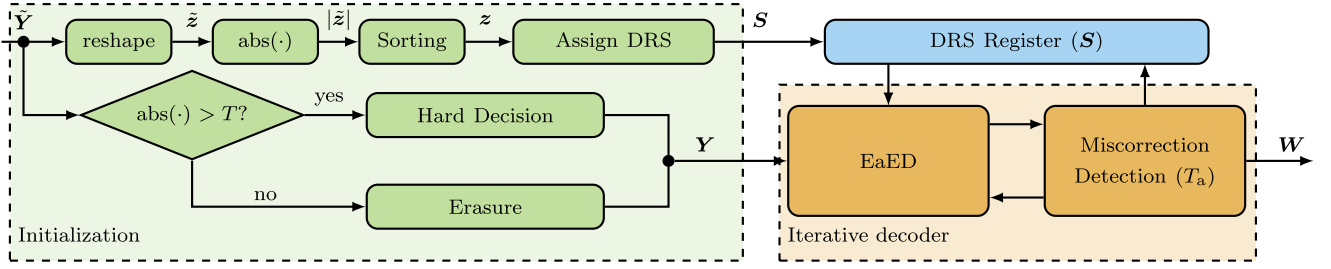 Ỹ
reshape
z̃
abs(·)
|z̃|
Sorting
z
Assign DRS
S
DRS Register (S)
abs(·) > T?
yes
Hard Decision
no
Erasure
Y
EaED
Miscorrection
Detection (Tₐ)
W
Initialization
Iterative decoder